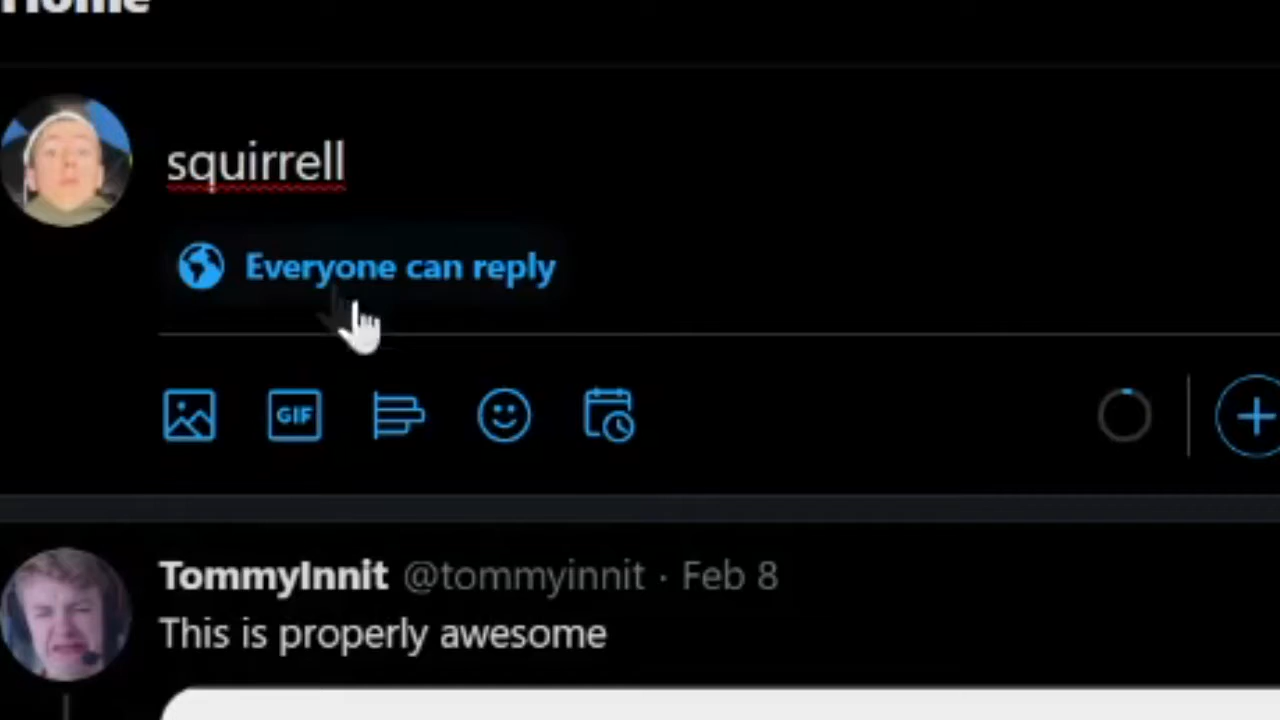 Home
squirrell
Everyone can reply
GIF
TommyInnit @tommyinnit · Feb 8
This is properly awesome